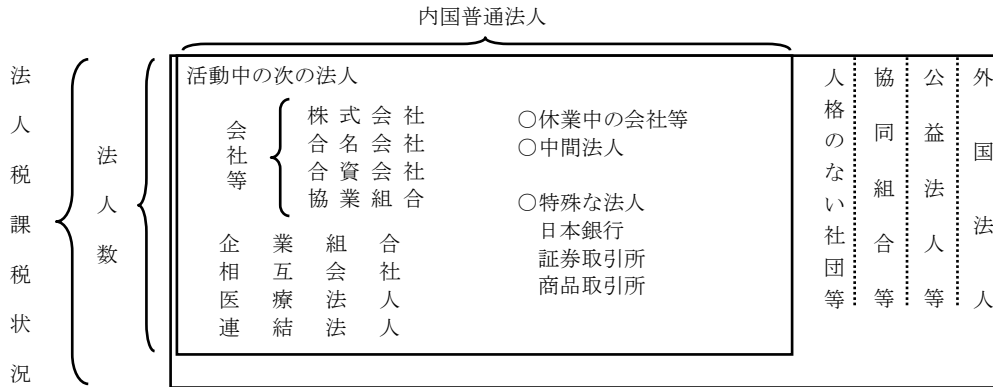 内国普通法人
法人税課税状況
法人数
活動中の次の法人
会社等
株式会社
合名会社
合資会社
協業組合
企業組合
相互会社
医療法人
連結法人
○休業中の会社等
○中間法人
○特殊な法人
日本銀行
証券取引所
商品取引所
人格のない社団等
協同組合等
公益法人等
外国法人